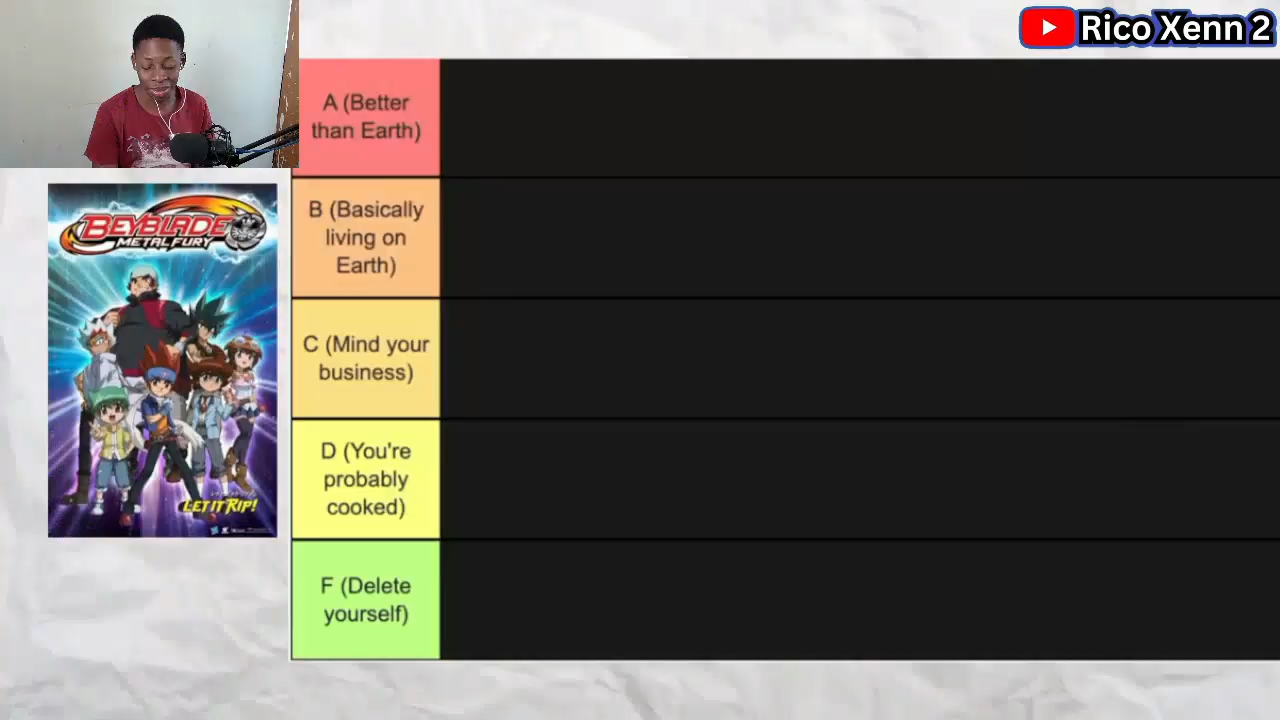 Rico Xenn 2
A (Better
than Earth)
B (Basically
living on
Earth)
C (Mind your
business)
D (You're
probably
cooked)
F (Delete
yourself)
BEYBLADE
METAL FURY
LET IT RIP!